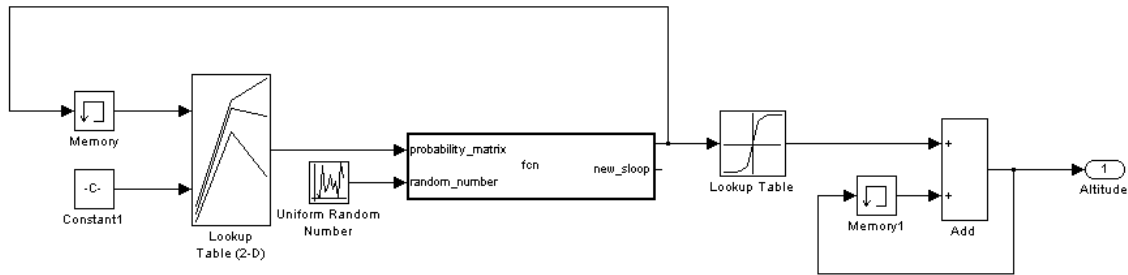 Memory
-C-
Constant1
Lookup
Table (2-D)
Uniform Random
Number
probability_matrix
random_number
fcn
new_sloop
Lookup Table
+
+
Add
Memory1
1
Altitude